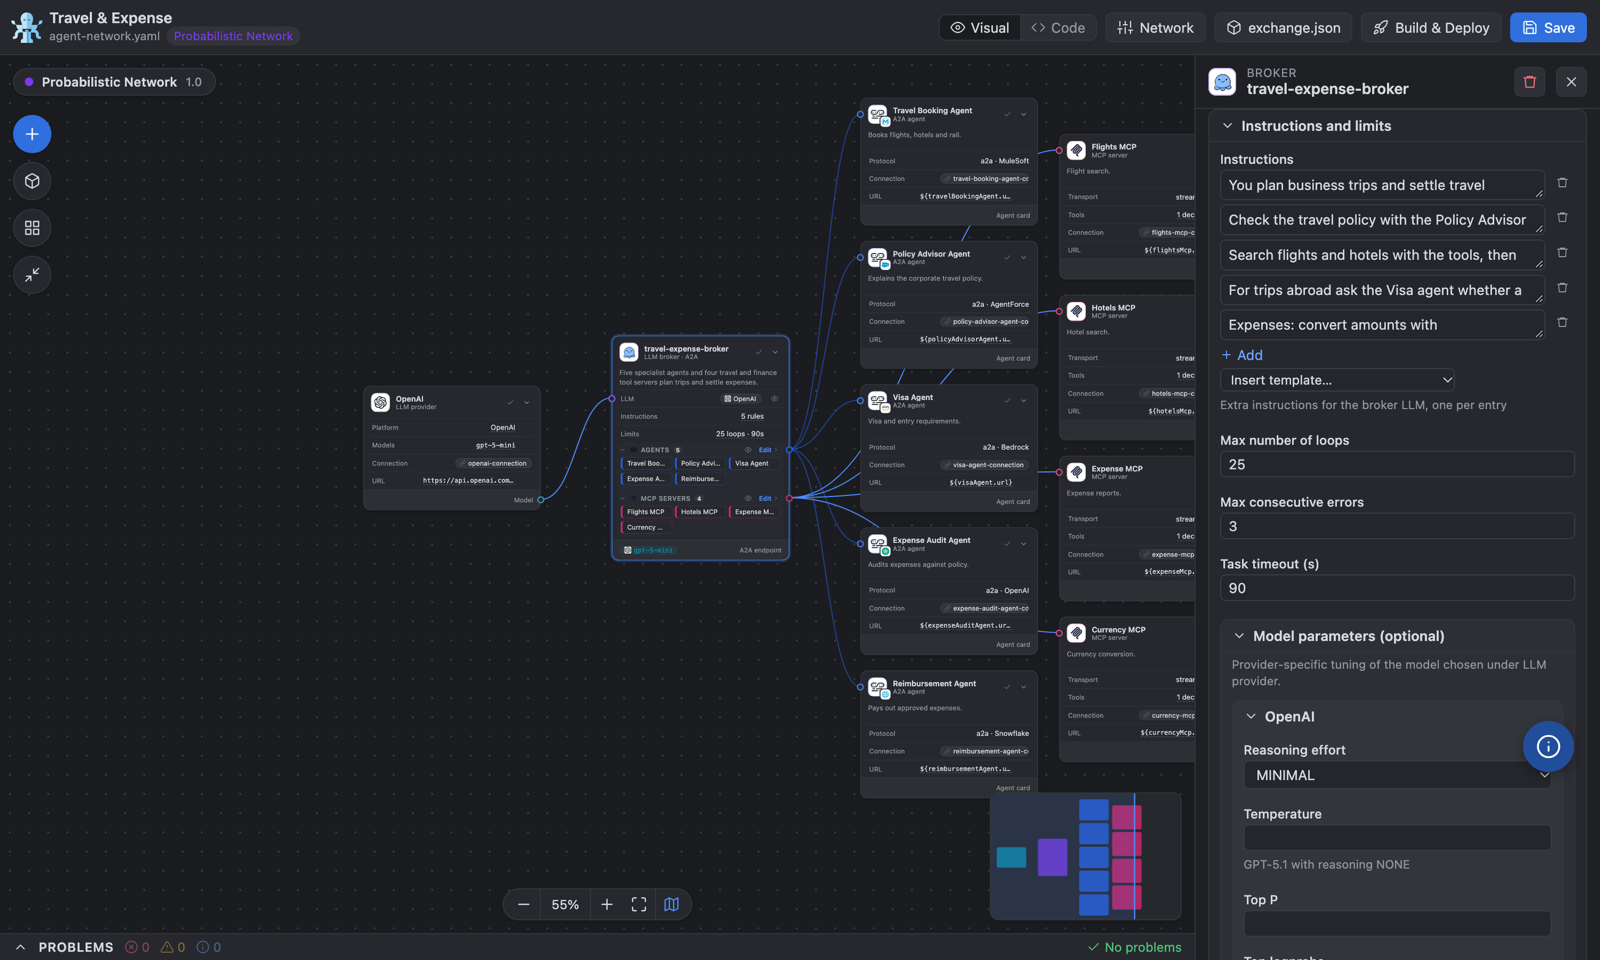 Travel & Expense
agent-network.yaml
Probabilistic Network
Visual
Code
Network
exchange.json
Build & Deploy
Save
Probabilistic Network 1.0
OpenAI
LLM provider
Platform OpenAI
Models gpt-5-mini
Connection openai-connection
URL https://api.openai.com…
Model
travel-expense-broker
LLM broker · A2A
Five specialist agents and four travel and finance
tool servers plan trips and settle expenses.
LLM OpenAI
Instructions 5 rules
Limits 25 loops · 90s
AGENTS 5 Edit
Travel Boo… Policy Advi… Visa Agent
Expense A… Reimburse…
MCP SERVERS 4 Edit
Flights MCP Hotels MCP Expense M…
Currency …
gpt-5-mini A2A endpoint
Travel Booking Agent
A2A agent
Books flights, hotels and rail.
Protocol a2a · MuleSoft
Connection travel-booking-agent-co
URL ${travelBookingAgent.u…
Agent card
Policy Advisor Agent
A2A agent
Explains the corporate travel policy.
Protocol a2a · AgentForce
Connection policy-advisor-agent-co
URL ${policyAdvisorAgent.u…
Agent card
Visa Agent
A2A agent
Visa and entry requirements.
Protocol a2a · Bedrock
Connection visa-agent-connection
URL ${visaAgent.url}
Agent card
Expense Audit Agent
A2A agent
Audits expenses against policy.
Protocol a2a · OpenAI
Connection expense-audit-agent-co
URL ${expenseAuditAgent.ur…
Agent card
Reimbursement Agent
A2A agent
Pays out approved expenses.
Protocol a2a · Snowflake
Connection reimbursement-agent-c
URL ${reimbursementAgent.u…
Agent card
Flights MCP
MCP server
Flight search.
Transport strear
Tools 1 dec
Connection flights-mcp-c
URL ${flightsMcp.
Hotels MCP
MCP server
Hotel search.
Transport strear
Tools 1 dec
Connection hotels-mcp-c
URL ${hotelsMcp.
Expense MCP
MCP server
Expense reports.
Transport strear
Tools 1 dec
Connection expense-mcp
URL ${expenseMcp.
Currency MCP
MCP server
Currency conversion.
Transport strear
Tools 1 dec
Connection currency-mcp
URL ${currencyMcp.
55%
PROBLEMS 0 0 0
No problems
BROKER
travel-expense-broker
Instructions and limits
Instructions
You plan business trips and settle travel
Check the travel policy with the Policy Advisor
Search flights and hotels with the tools, then
For trips abroad ask the Visa agent whether a
Expenses: convert amounts with
+ Add
Insert template...
Extra instructions for the broker LLM, one per entry
Max number of loops
25
Max consecutive errors
3
Task timeout (s)
90
Model parameters (optional)
Provider-specific tuning of the model chosen under LLM
provider.
OpenAI
Reasoning effort
MINIMAL
Temperature
GPT-5.1 with reasoning NONE
Top P